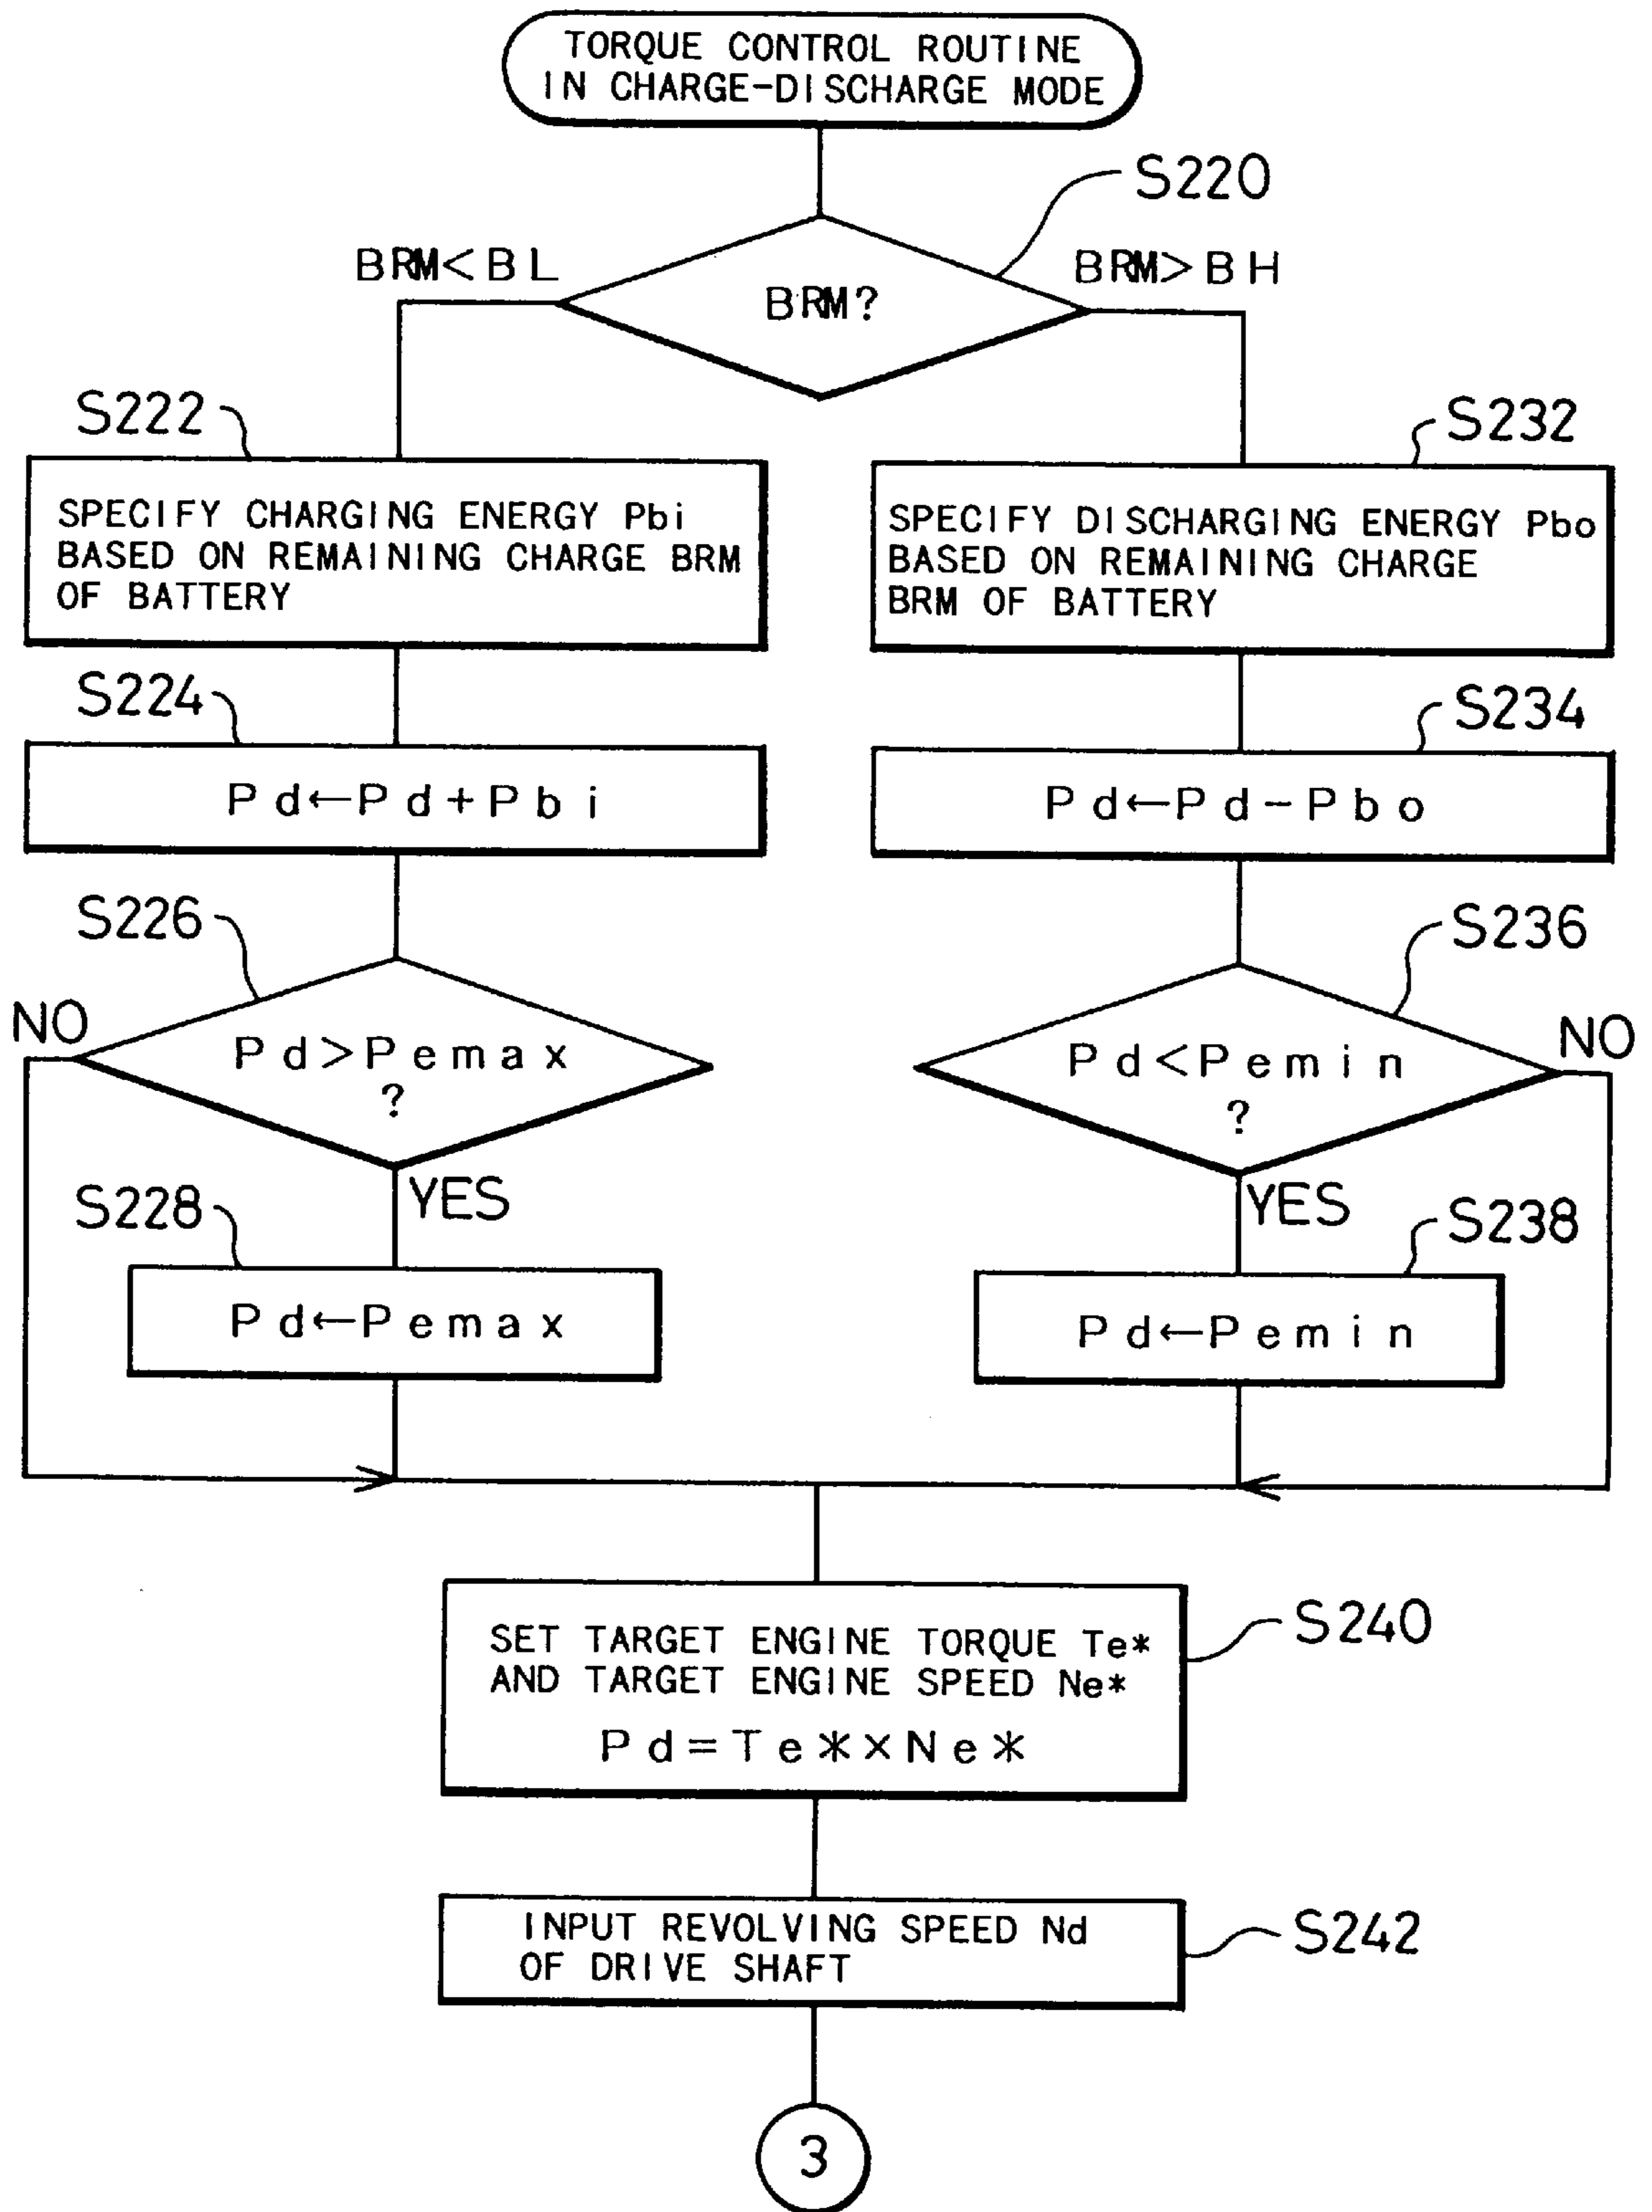 TORQUE CONTROL ROUTINE
IN CHARGE-DISCHARGE MODE
S220
BRM<BL
BRM>BH
BRM?
S222
S232
SPECIFY CHARGING ENERGY Pbi
BASED ON REMAINING CHARGE BRM
OF BATTERY
SPECIFY DISCHARGING ENERGY Pbo
BASED ON REMAINING CHARGE
BRM OF BATTERY
S224
S234
Pd←Pd+Pbi
Pd←Pd-Pbo
S226
S236
NO
Pd>Pemax
?
Pd<Pemin
?
NO
YES
YES
S228
S238
Pd←Pemax
Pd←Pemin
SET TARGET ENGINE TORQUE Te*
AND TARGET ENGINE SPEED Ne*
Pd=Te*×Ne*
S240
INPUT REVOLVING SPEED Nd
OF DRIVE SHAFT
S242
3